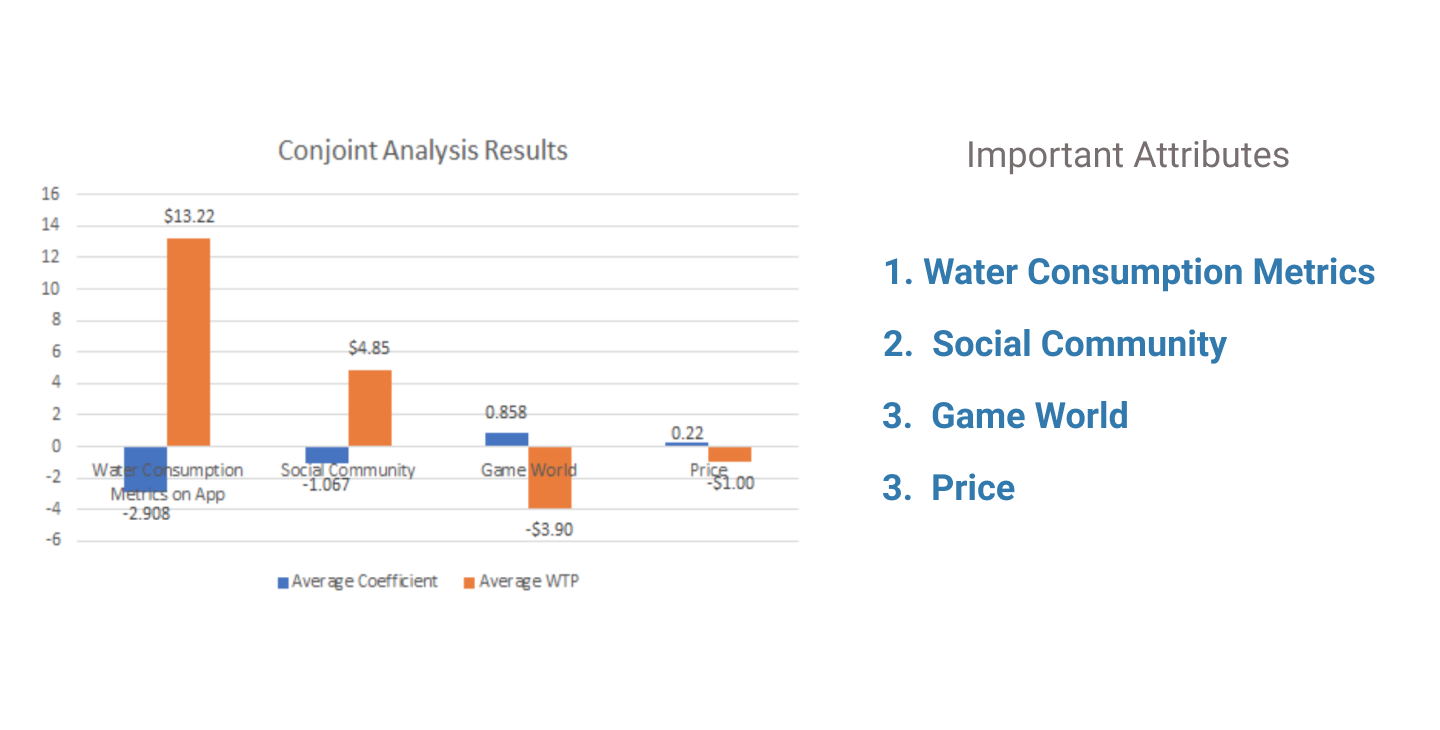 Conjoint Analysis Results
16
14
12
10
8
6
4
2
0
-2
-4
-6
$13.22
$4.85
0.858
0.22
Water Consumption
Metrics on App
Social Community
Game World
Price
-2.908
-1.067
-$3.90
-$1.00
Average Coefficient
Average WTP
Important Attributes
1. Water Consumption Metrics
2. Social Community
3. Game World
3. Price